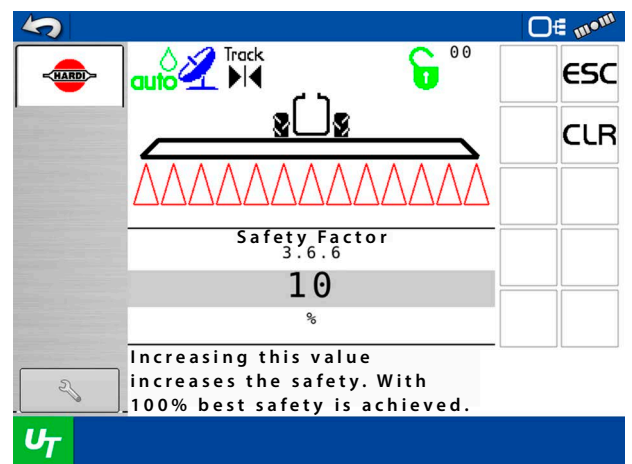 Track
00
HARDI
auto
ESC
CLR
Safety Factor
3.6.6
10
%
Increasing this value
increases the safety. With
100% best safety is achieved.
UT